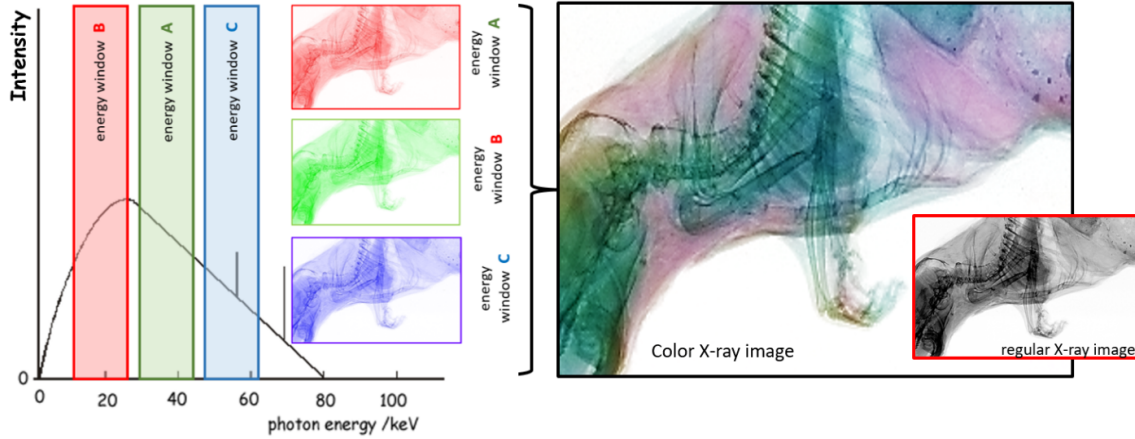 Intensity
energy window B
energy window A
energy window C
0
0
20
40
60
80
100
photon energy /keV
energy
window A
energy
window B
energy
window C
Color X-ray image
regular X-ray image